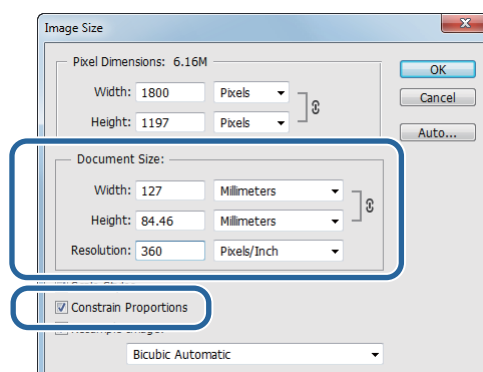 Image Size
Pixel Dimensions: 6.16M
OK
Width: 1800 Pixels
Cancel
Height: 1197 Pixels
Auto...
Document Size:
Width: 127 Millimeters
Height: 84.46 Millimeters
Resolution: 360 Pixels/Inch
Constrain Proportions
Bicubic Automatic